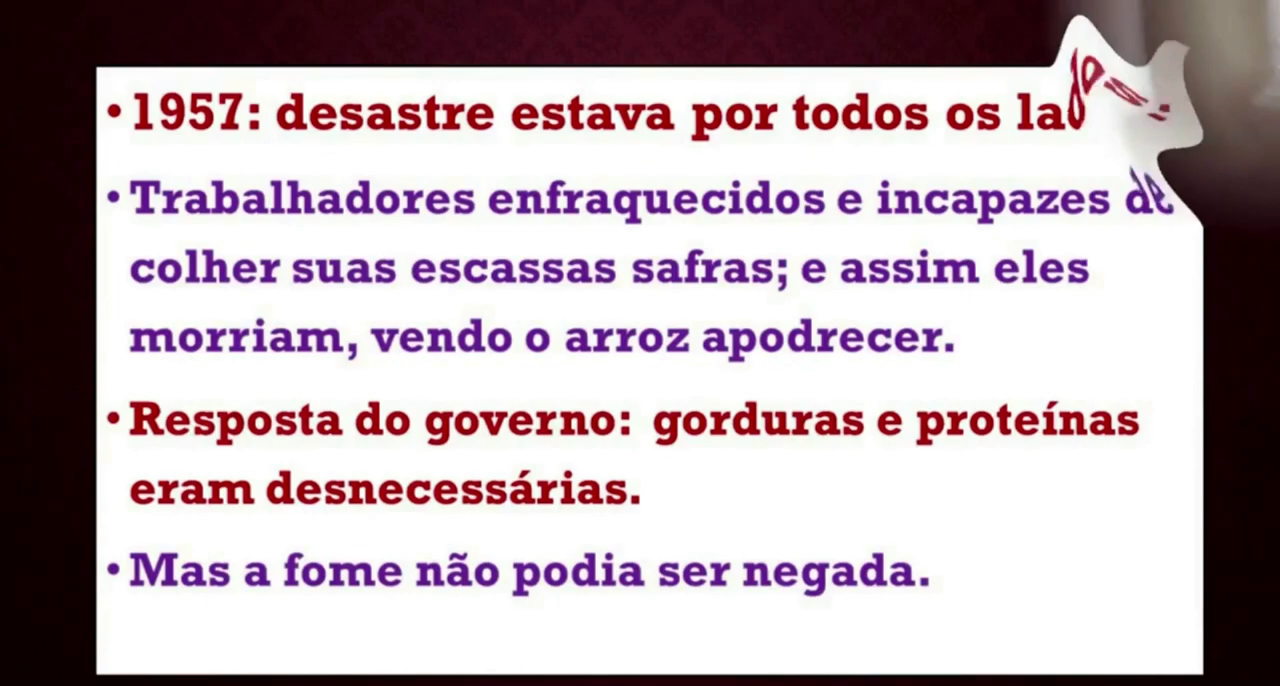 • 1957: desastre estava por todos os
• Trabalhadores enfraquecidos e incapazes de
colher suas escassas safras; e assim eles
morriam, vendo o arroz apodrecer.
• Resposta do governo: gorduras e proteínas
eram desnecessárias.
• Mas a fome não podia ser negada.